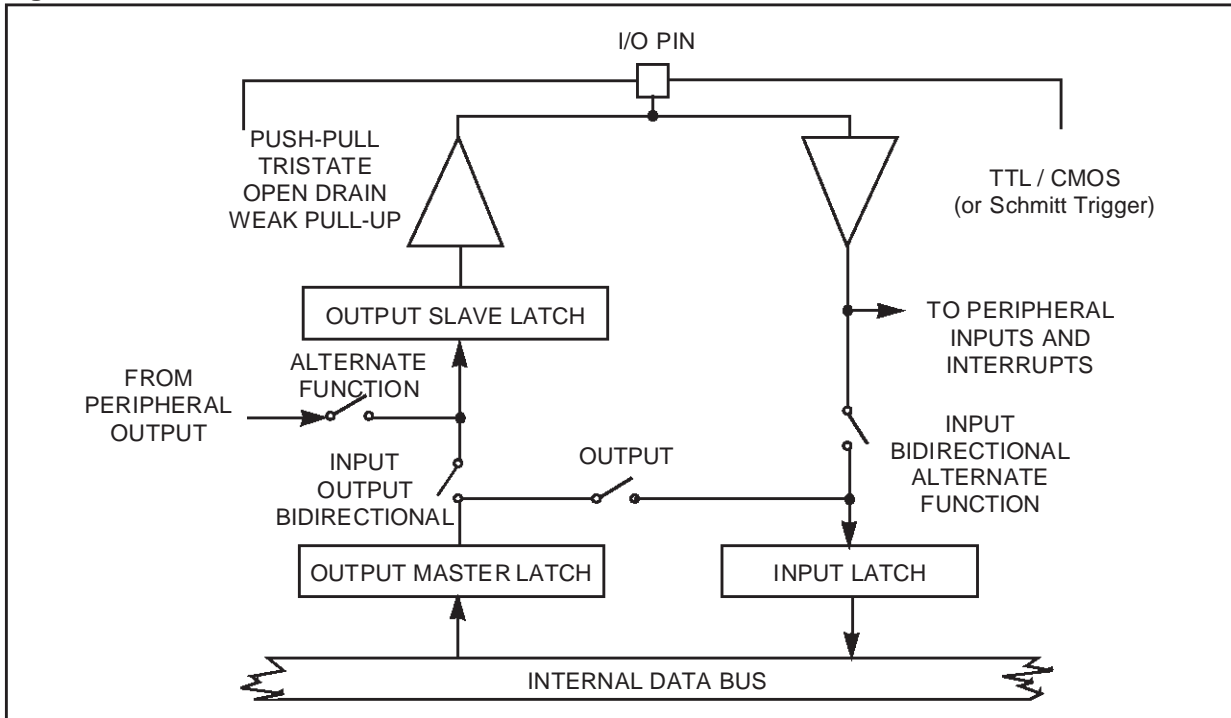 I/O PIN
PUSH-PULL
TRISTATE
OPEN DRAIN
WEAK PULL-UP
TTL / CMOS
(or Schmitt Trigger)
OUTPUT SLAVE LATCH
TO PERIPHERAL
INPUTS AND
INTERRUPTS
ALTERNATE
FUNCTION
FROM
PERIPHERAL
OUTPUT
INPUT
OUTPUT
BIDIRECTIONAL
OUTPUT
INPUT
BIDIRECTIONAL
ALTERNATE
FUNCTION
OUTPUT MASTER LATCH
INPUT LATCH
INTERNAL DATA BUS